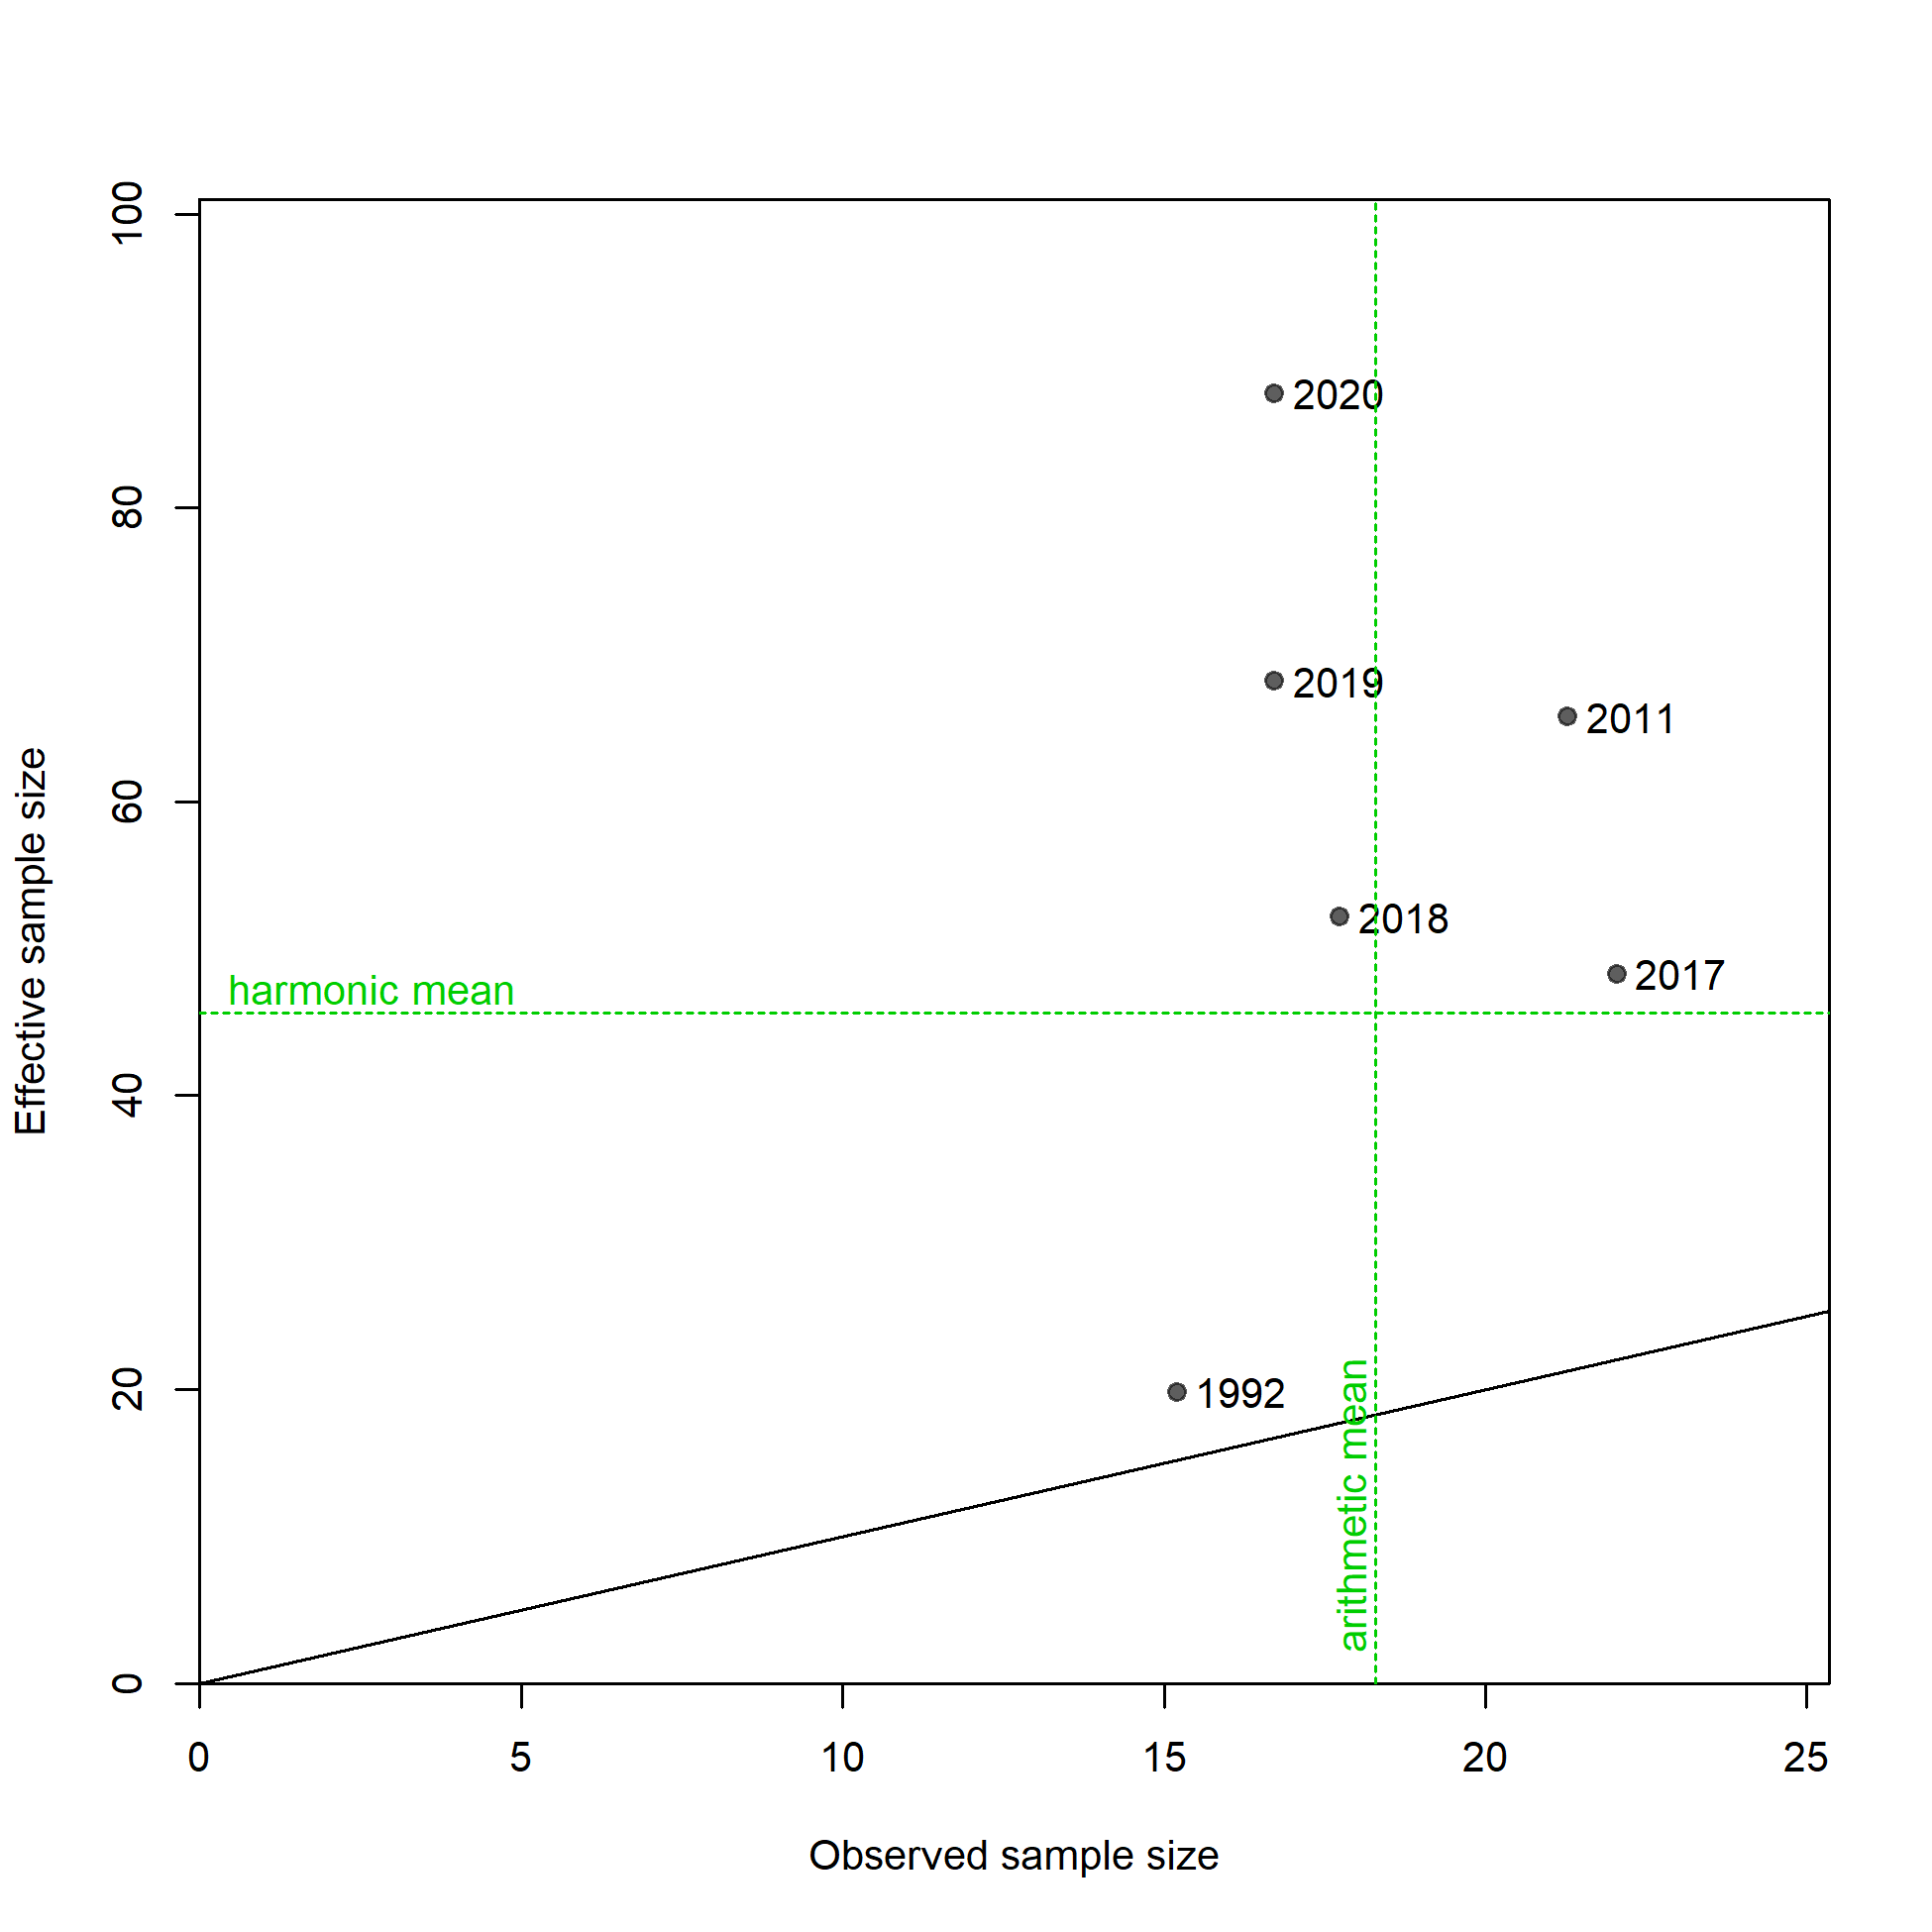 100
80
60
40
20
0
Effective sample size
2020
2019
2011
2018
2017
harmonic mean
1992
arithmetic mean
0 5 10 15 20 25
Observed sample size